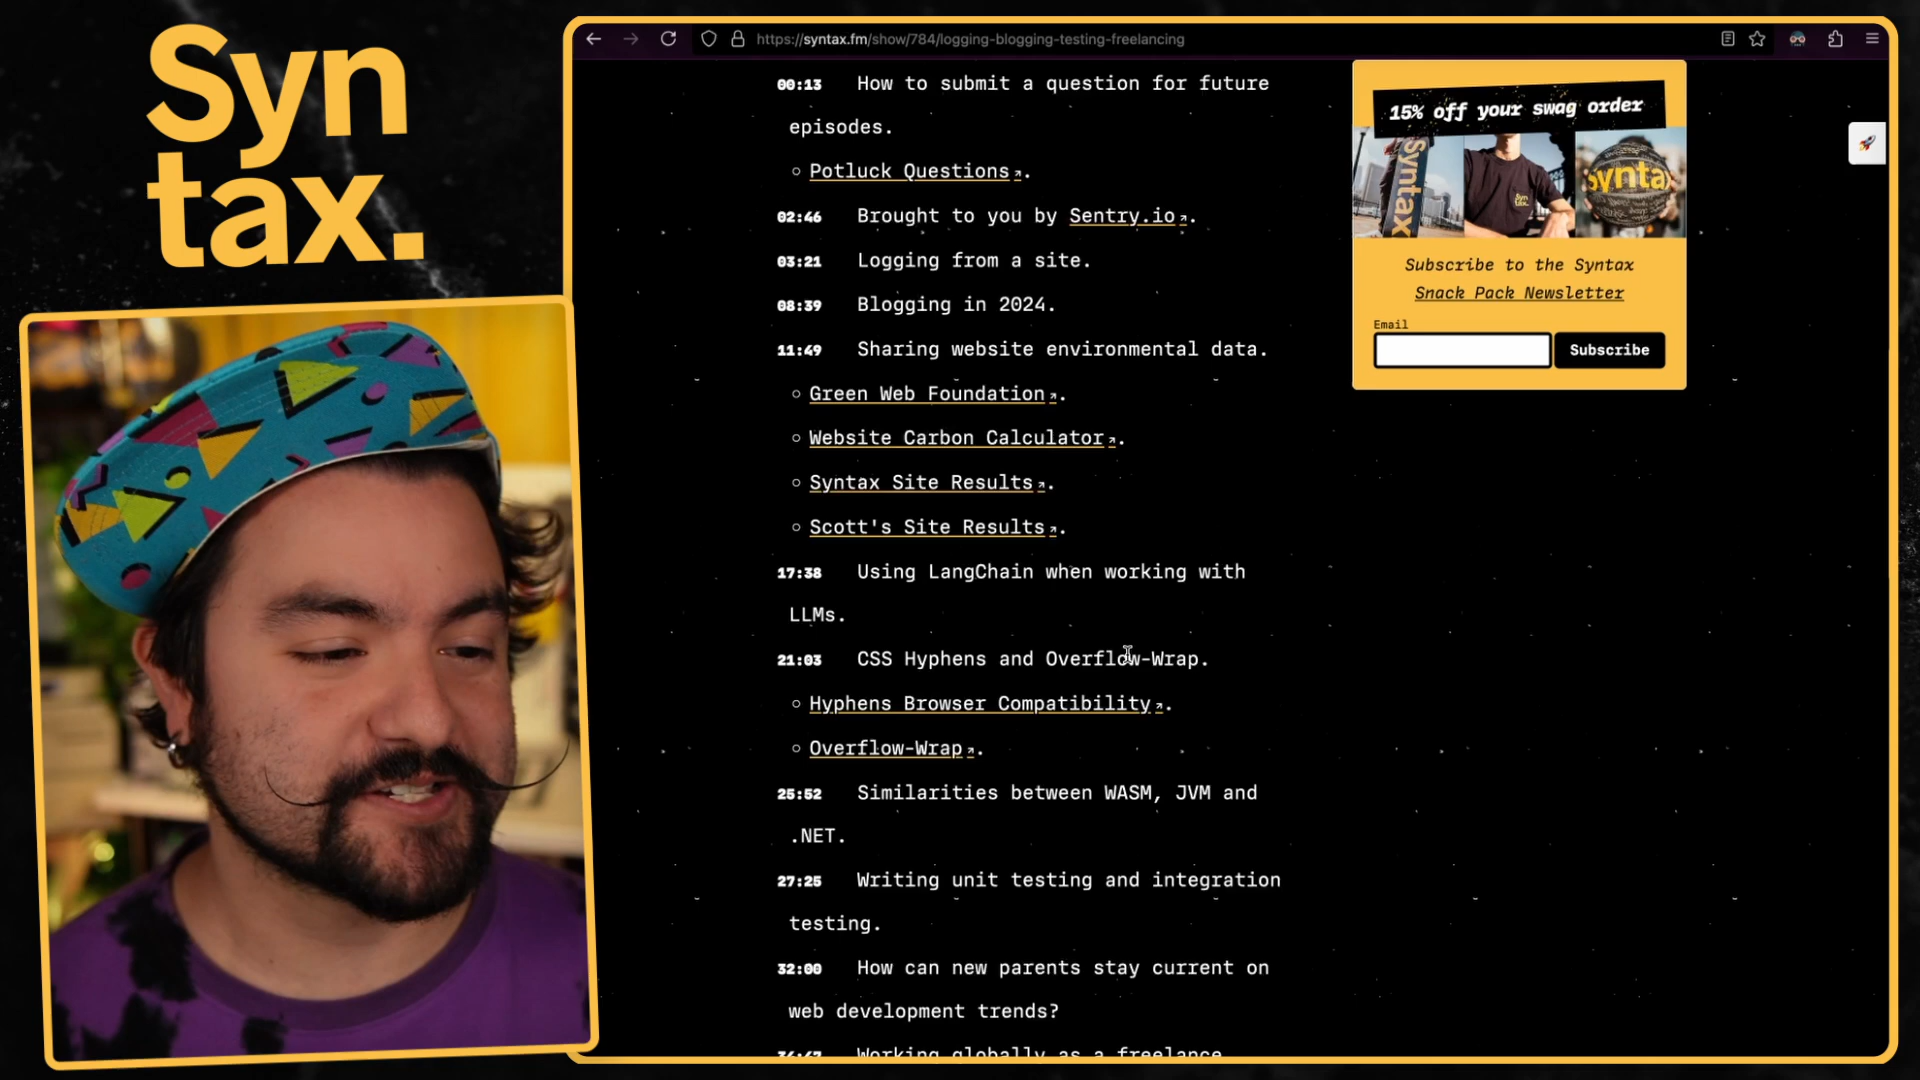 Syn
tax.
https://syntax.fm/show/784/logging-blogging-testing-freelancing
00:13 How to submit a question for future
episodes.
Potluck Questions.
02:46 Brought to you by Sentry.io.
03:21 Logging from a site.
08:39 Blogging in 2024.
11:49 Sharing website environmental data.
Green Web Foundation.
Website Carbon Calculator.
Syntax Site Results.
Scott's Site Results.
17:38 Using LangChain when working with
LLMs.
21:03 CSS Hyphens and Overflow-Wrap.
Hyphens Browser Compatibility.
Overflow-Wrap.
25:52 Similarities between WASM, JVM and
.NET.
27:25 Writing unit testing and integration
testing.
32:00 How can new parents stay current on
web development trends?
Working globally as a freelance
15% off your swag order
Syntax
Syn
tax.
Synta
Subscribe to the Syntax
Snack Pack Newsletter
Email
Subscribe